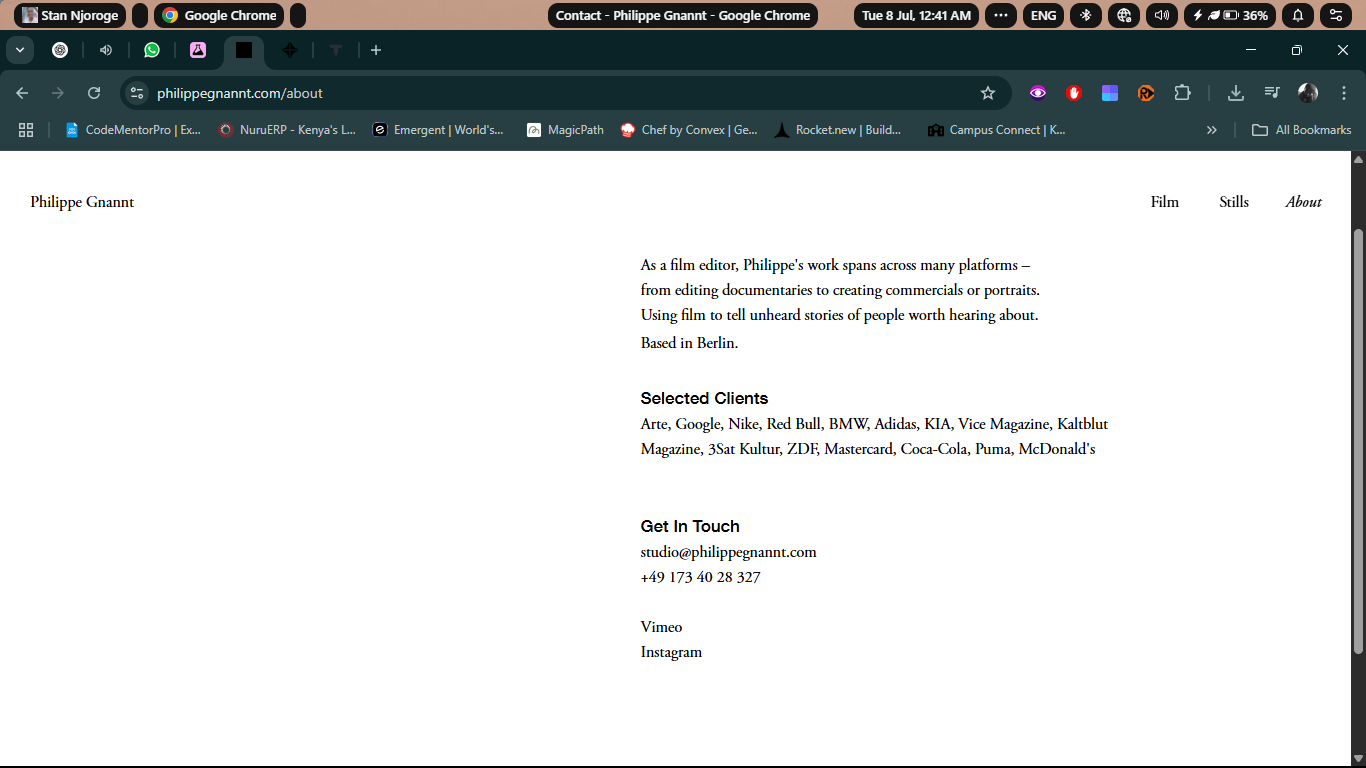 Stan Njoroge
Google Chrome
Contact - Philippe Gnannt - Google Chrome
Tue 8 Jul, 12:41 AM
ENG
36%
philippegnannt.com/about
CodeMentorPro | Ex...
NuruERP - Kenya's L...
Emergent | World's...
MagicPath
Chef by Convex | Ge...
Rocket.new | Build...
Campus Connect | K...
All Bookmarks
Philippe Gnannt
Film
Stills
About
As a film editor, Philippe's work spans across many platforms –
from editing documentaries to creating commercials or portraits.
Using film to tell unheard stories of people worth hearing about.
Based in Berlin.
Selected Clients
Arte, Google, Nike, Red Bull, BMW, Adidas, KIA, Vice Magazine, Kaltblut
Magazine, 3Sat Kultur, ZDF, Mastercard, Coca-Cola, Puma, McDonald's
Get In Touch
studio@philippegnannt.com
+49 173 40 28 327
Vimeo
Instagram